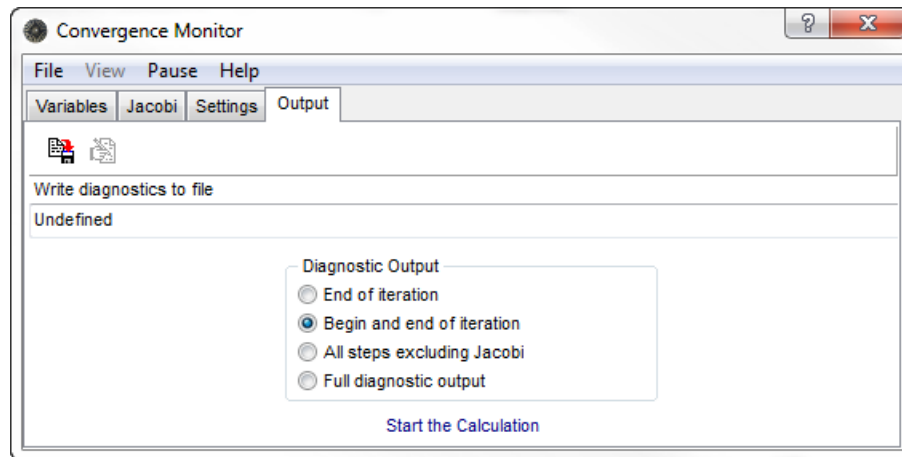 Convergence Monitor
File View Pause Help
Variables Jacobi Settings Output
Write diagnostics to file
Undefined
Diagnostic Output
End of iteration
Begin and end of iteration
All steps excluding Jacobi
Full diagnostic output
Start the Calculation